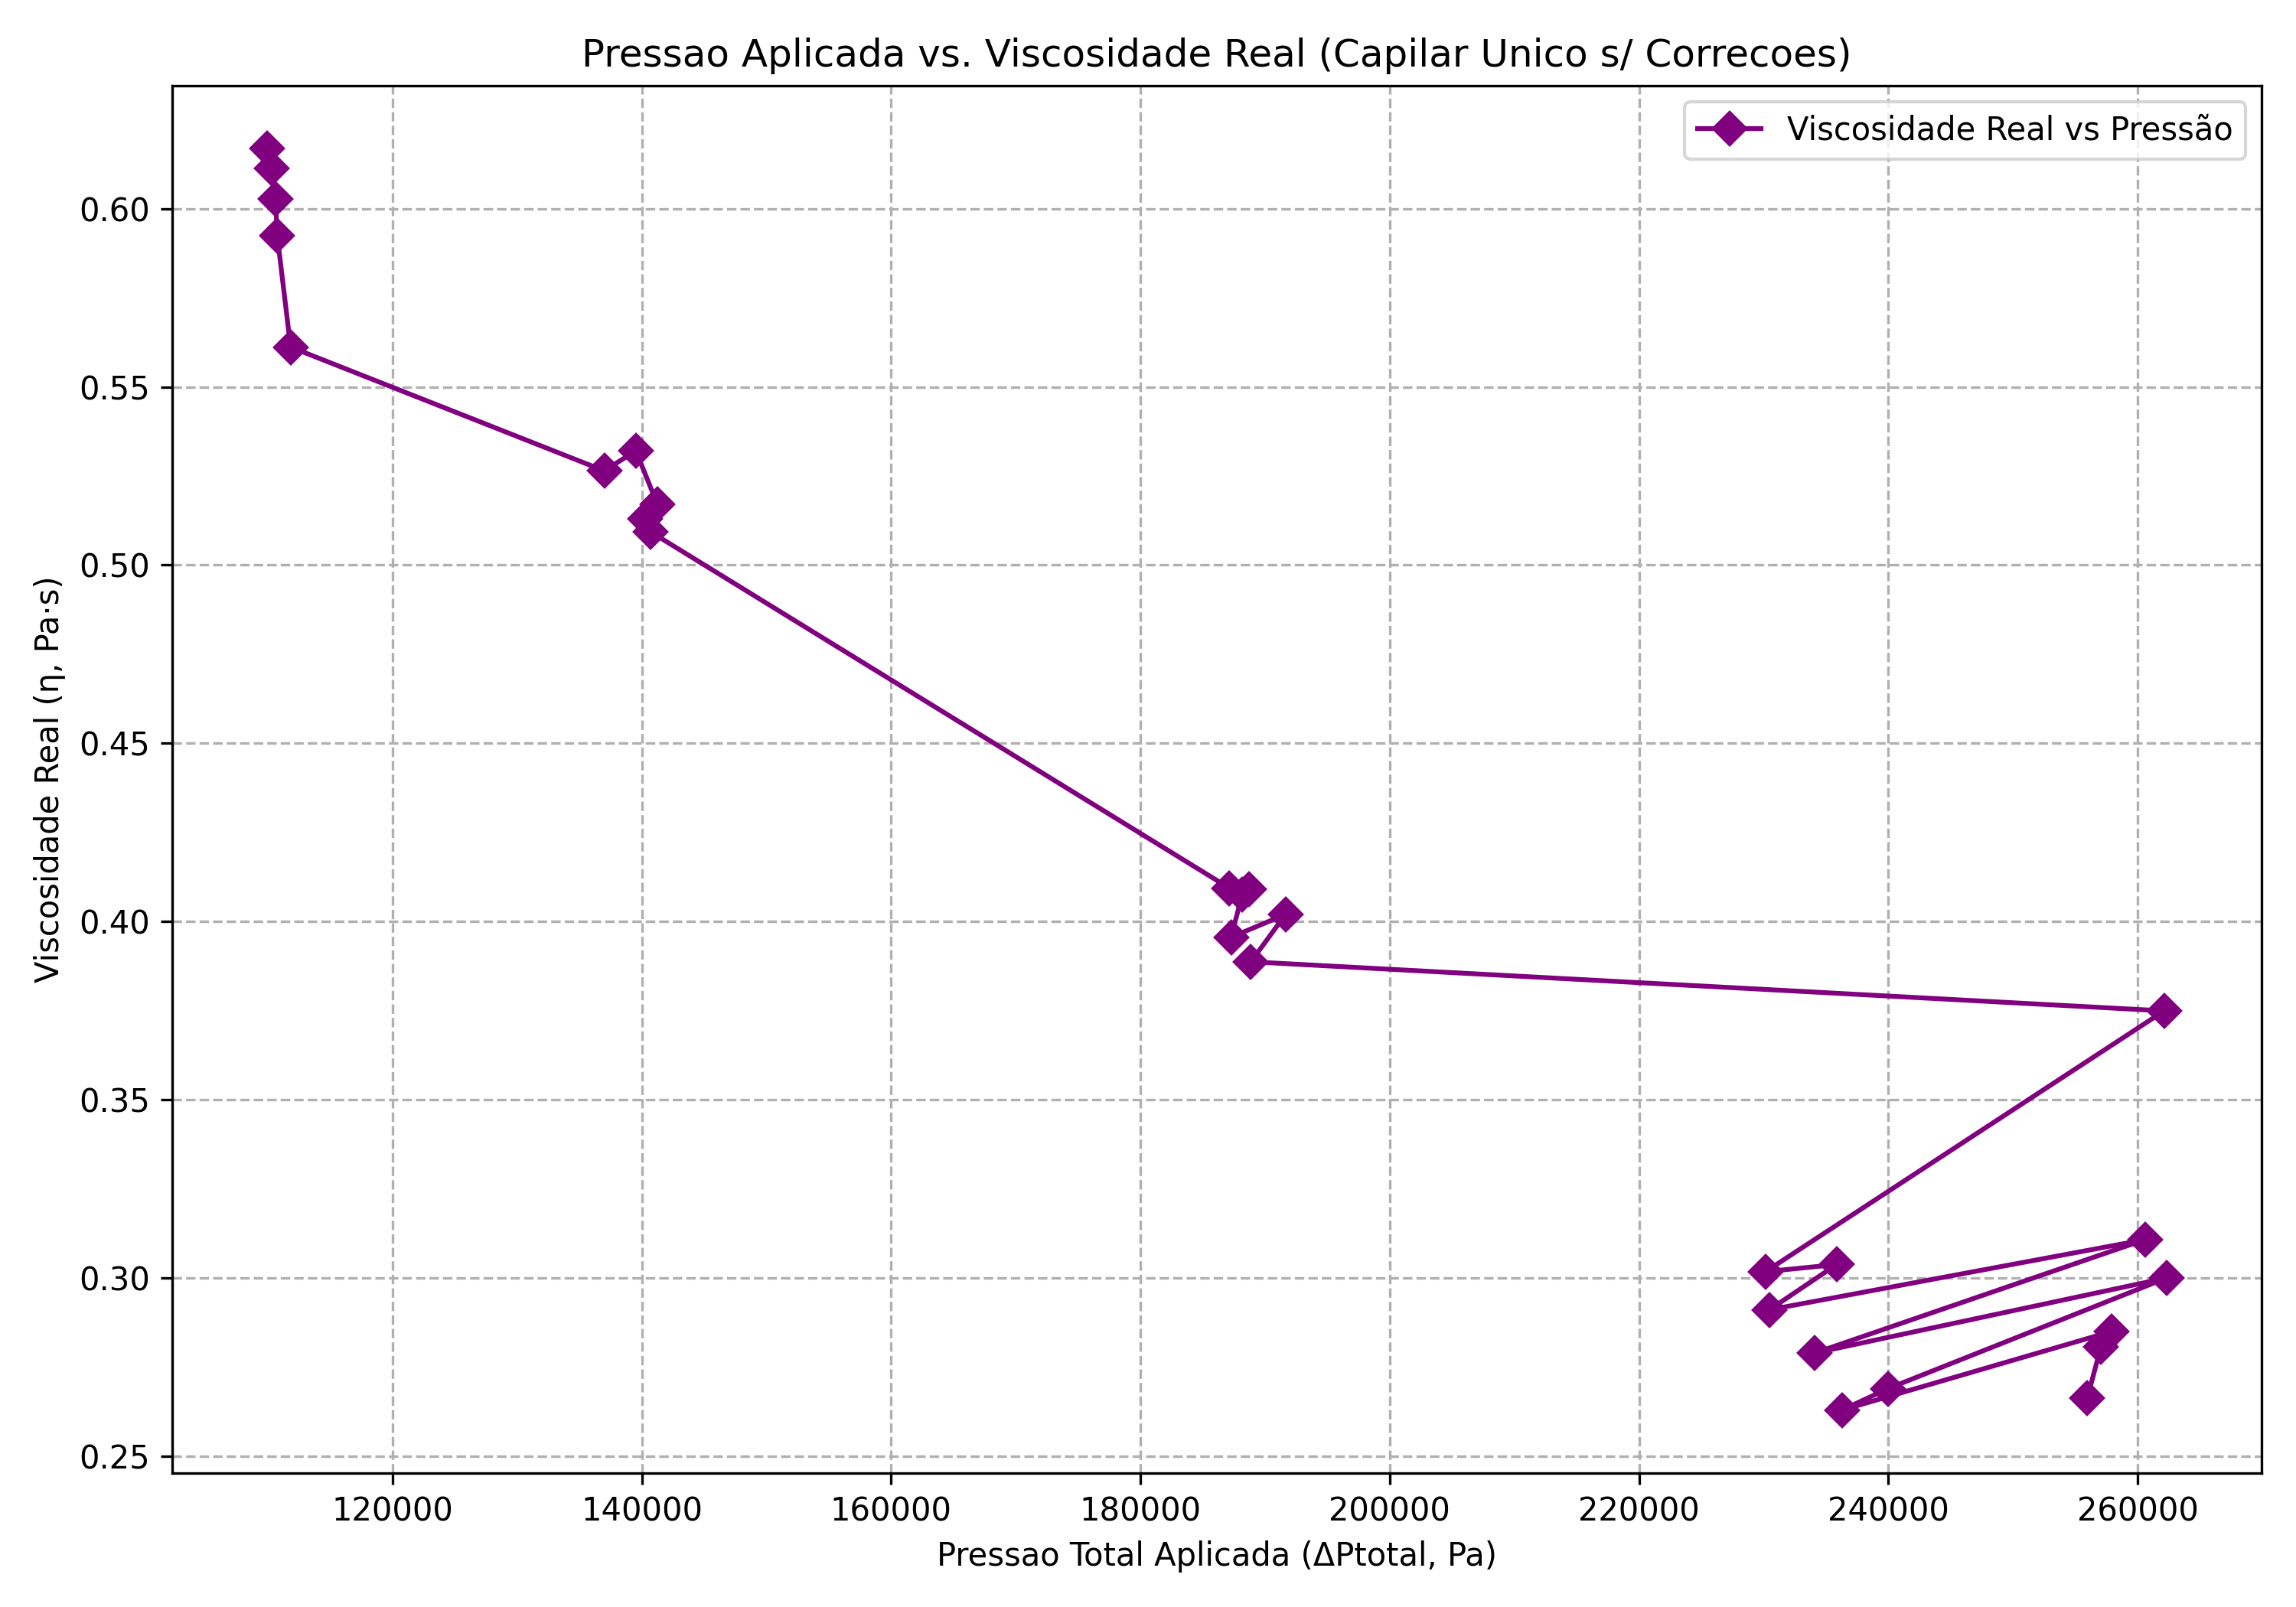 Pressao Aplicada vs. Viscosidade Real (Capilar Unico s/ Correcoes)
Viscosidade Real vs Pressão
0.60
0.55
0.50
0.45
0.40
0.35
0.30
0.25
Viscosidade Real (η, Pa·s)
120000 140000 160000 180000 200000 220000 240000 260000
Pressao Total Aplicada (ΔPtotal, Pa)